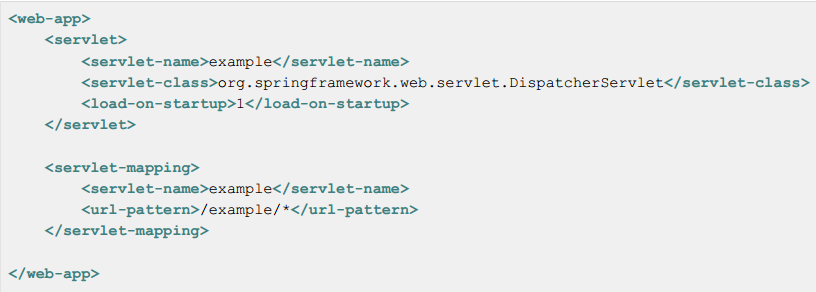 <web-app>
    <servlet>
        <servlet-name>example</servlet-name>
        <servlet-class>org.springframework.web.servlet.DispatcherServlet</servlet-class>
        <load-on-startup>1</load-on-startup>
    </servlet>

    <servlet-mapping>
        <servlet-name>example</servlet-name>
        <url-pattern>/example/*</url-pattern>
    </servlet-mapping>

</web-app>